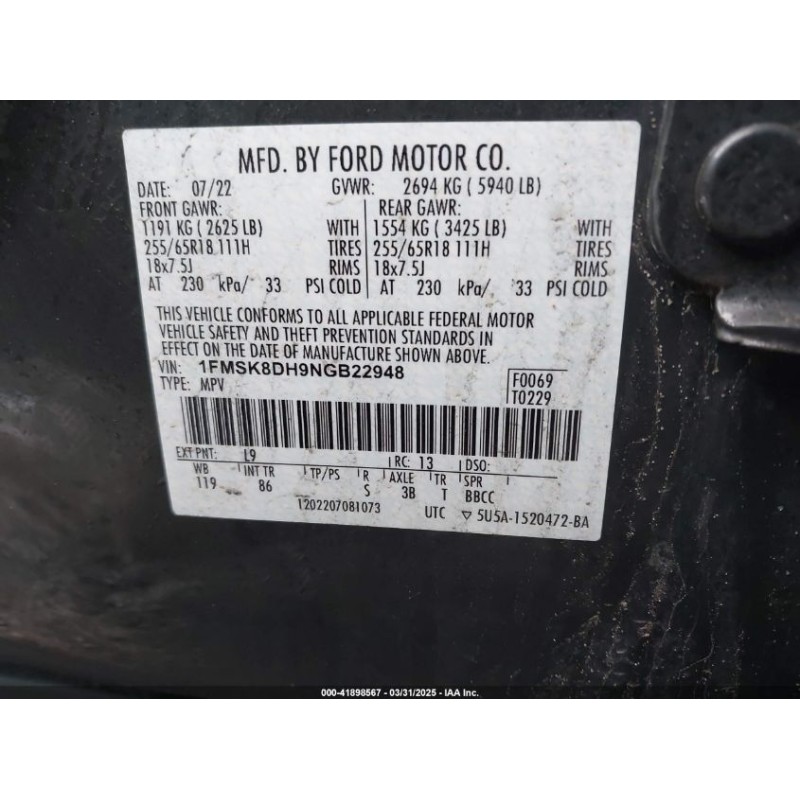 MFD. BY FORD MOTOR CO.
DATE: 07/22 GVWR: 2694 KG ( 5940 LB)
FRONT GAWR: REAR GAWR:
1191 KG ( 2625 LB) WITH 1554 KG ( 3425 LB) WITH
255/65R18 111H TIRES 255/65R18 111H TIRES
18x7.5J RIMS 18x7.5J RIMS
AT 230 kPa/ 33 PSI COLD AT 230 kPa/ 33 PSI COLD
THIS VEHICLE CONFORMS TO ALL APPLICABLE FEDERAL MOTOR
VEHICLE SAFETY AND THEFT PREVENTION STANDARDS IN
EFFECT ON THE DATE OF MANUFACTURE SHOWN ABOVE.
VIN: 1FMSK8DH9NGB22948
TYPE: MPV F0069
T0229
EXT PNT: L9 RC: 13 DSO:
WB INT TR TP/PS R AXLE TR SPR
119 86 S 3B T BBCC
1202207081073 UTC ▽ 5U5A-1520472-BA
000-41898567 / 03/31/2025 - IAA Inc.